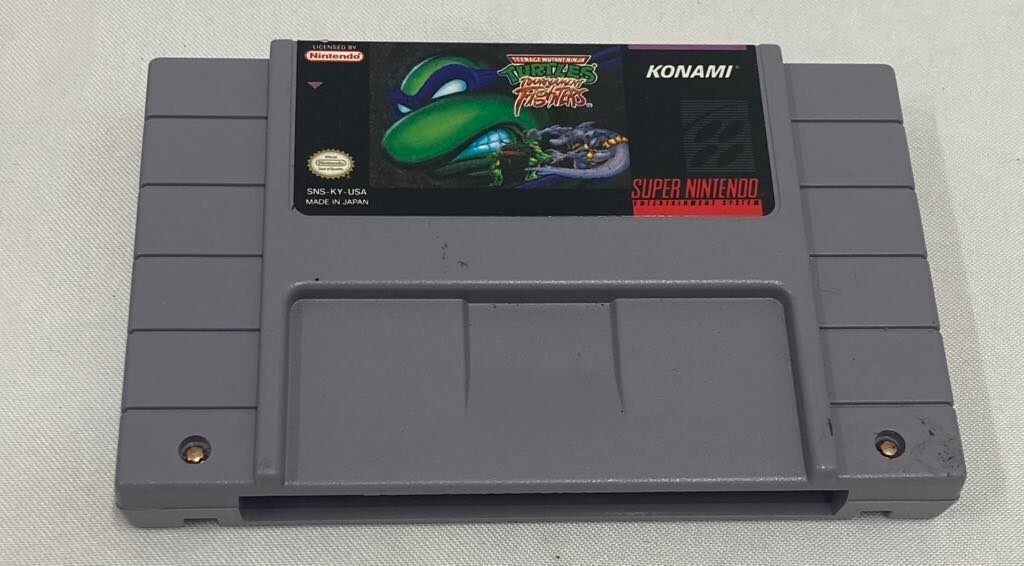 LICENSED BY
Nintendo
TEENAGE MUTANT NINJA
TURTLES
TOURNAMENT
FIGHTERS
KONAMI
Nintendo
SNS-KY-USA
MADE IN JAPAN
SUPER NINTENDO
ENTERTAINMENT SYSTEM